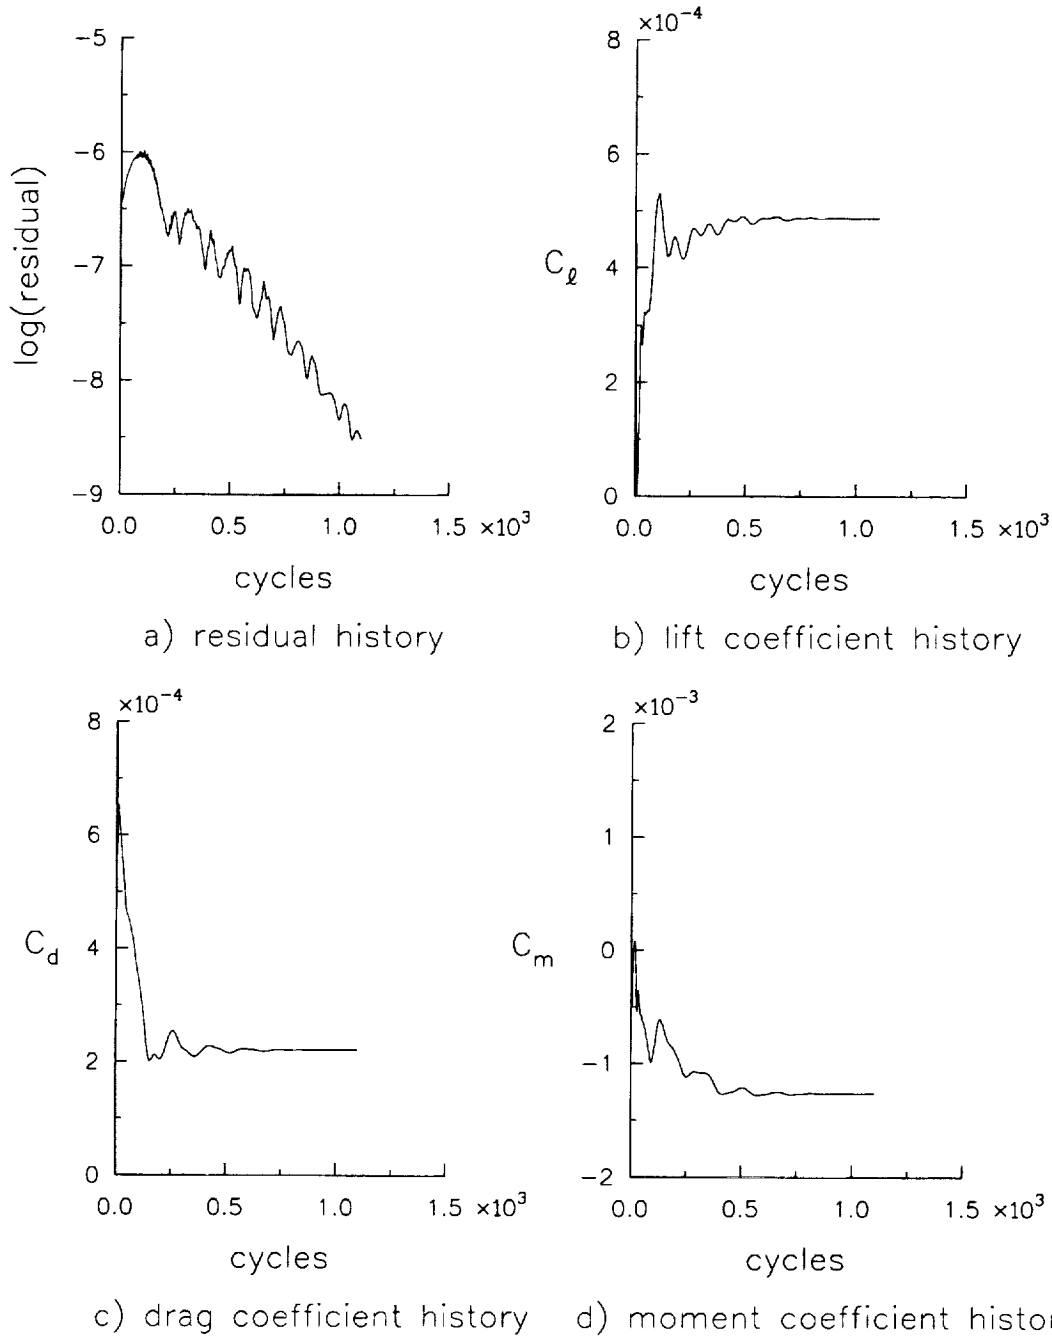 −5
−6
−7
−8
−9
log(residual)
0.0 0.5 1.0 1.5 ×10³
cycles
a) residual history
×10⁻⁴
8
6
4
2
0
C_ℓ
0.0 0.5 1.0 1.5 ×10³
cycles
b) lift coefficient history
×10⁻⁴
8
6
4
2
0
C_d
0.0 0.5 1.0 1.5 ×10³
cycles
c) drag coefficient history
×10⁻³
2
1
0
−1
−2
C_m
0.0 0.5 1.0 1.5 ×10³
cycles
d) moment coefficient histo